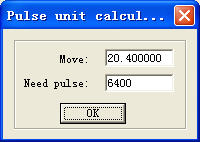 Pulse unit calcul...
Move: 20.400000
Need pulse: 6400
OK